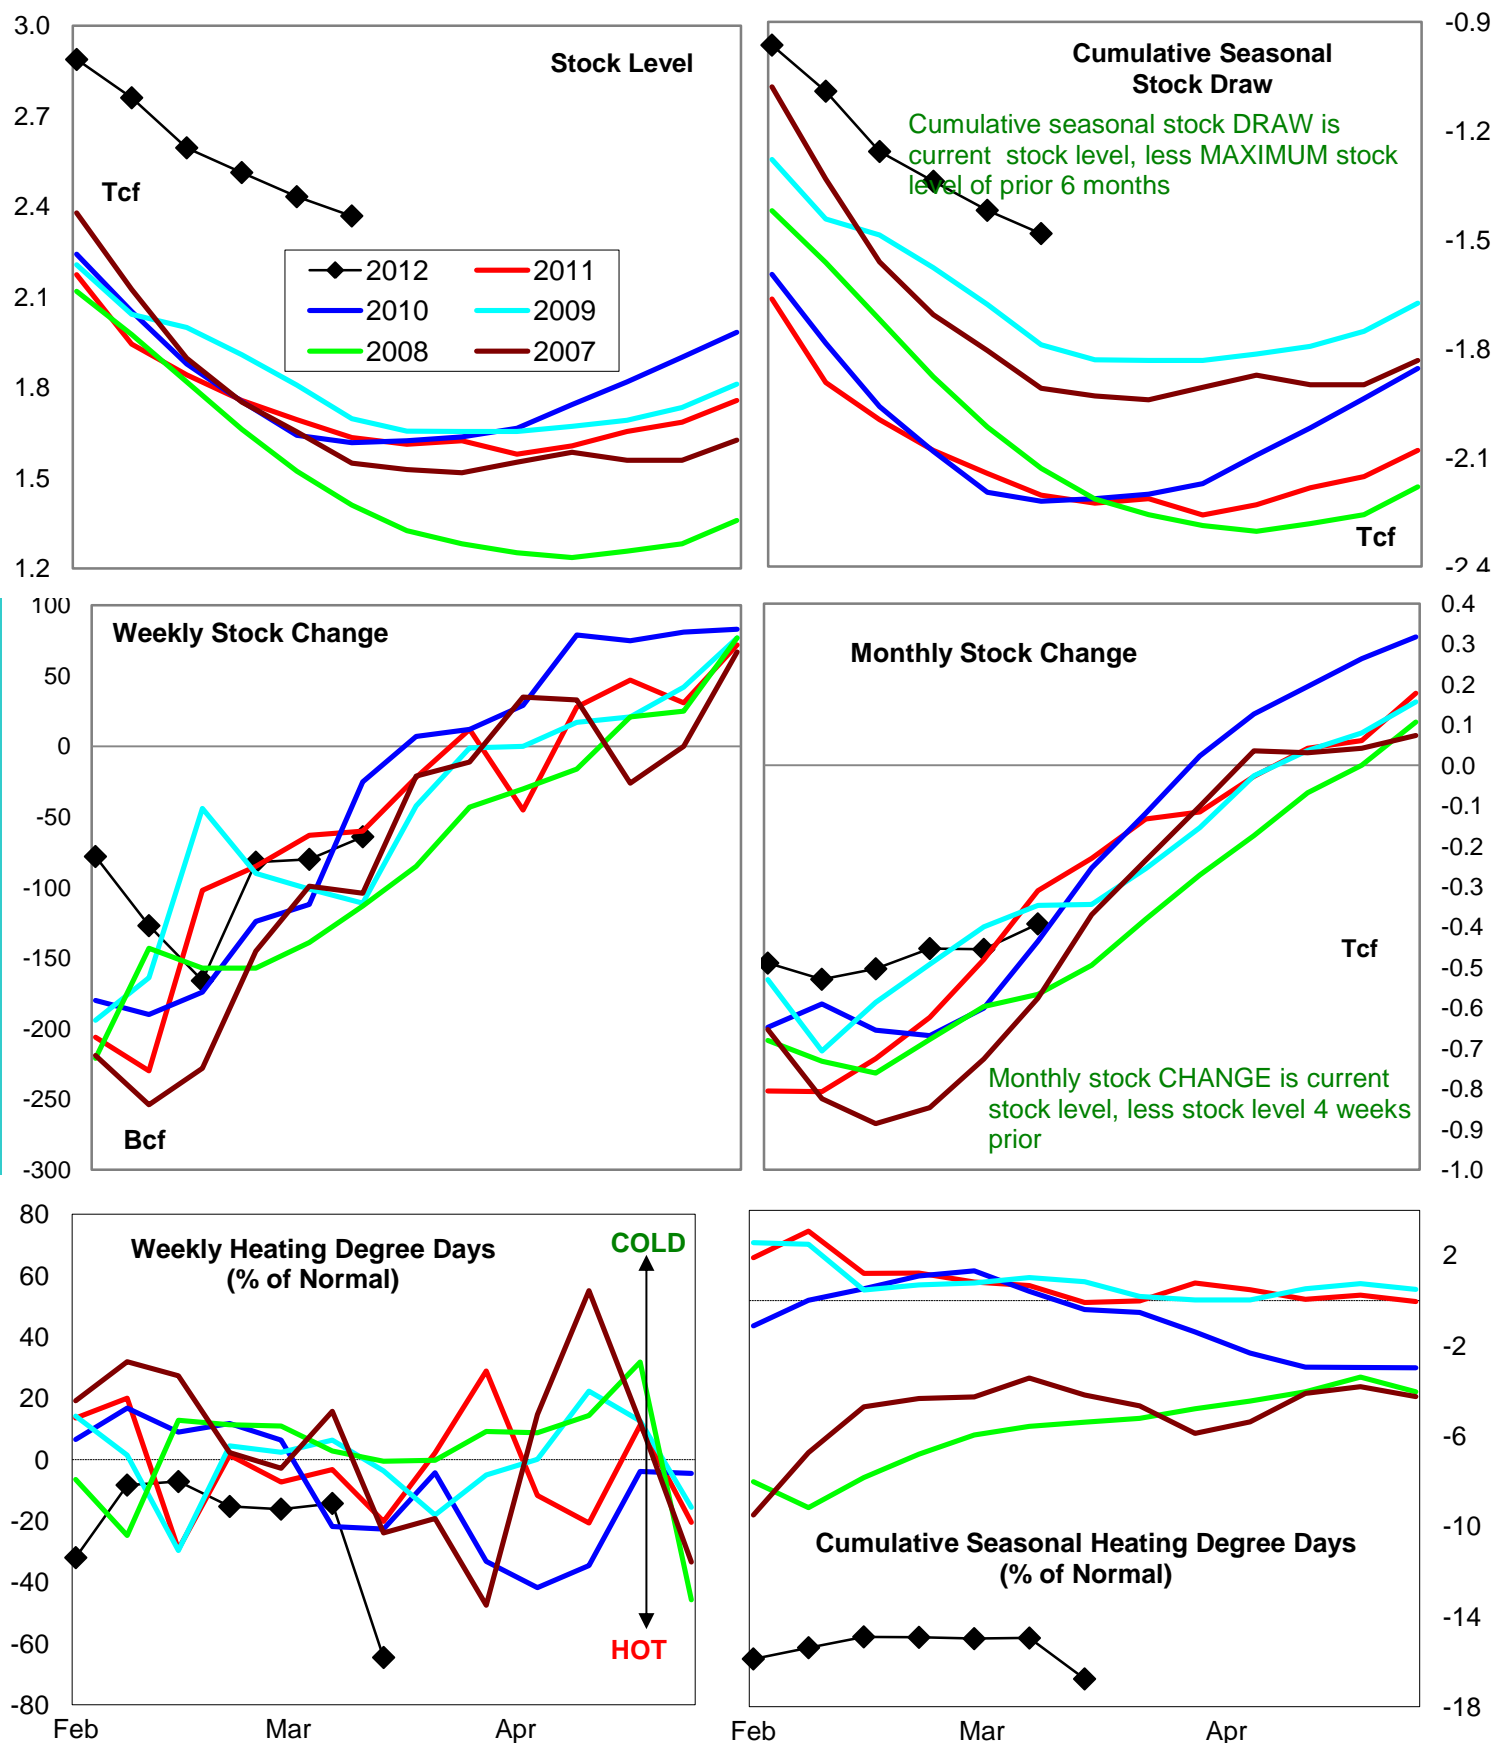 3.0
2.7
2.4
2.1
1.8
1.5
1.2
Stock Level
Tcf
2012
2011
2010
2009
2008
2007
Cumulative Seasonal
Stock Draw
Cumulative seasonal stock DRAW is
current stock level, less MAXIMUM stock
level of prior 6 months
Tcf
-0.9
-1.2
-1.5
-1.8
-2.1
-2.4
100
50
0
-50
-100
-150
-200
-250
-300
Weekly Stock Change
Bcf
Monthly Stock Change
Tcf
Monthly stock CHANGE is current
stock level, less stock level 4 weeks
prior
0.4
0.3
0.2
0.1
0.0
-0.1
-0.2
-0.3
-0.4
-0.5
-0.6
-0.7
-0.8
-0.9
-1.0
80
60
40
20
0
-20
-40
-60
-80
Weekly Heating Degree Days
(% of Normal)
COLD
HOT
Feb Mar Apr
Cumulative Seasonal Heating Degree Days
(% of Normal)
2
-2
-6
-10
-14
-18
Feb Mar Apr